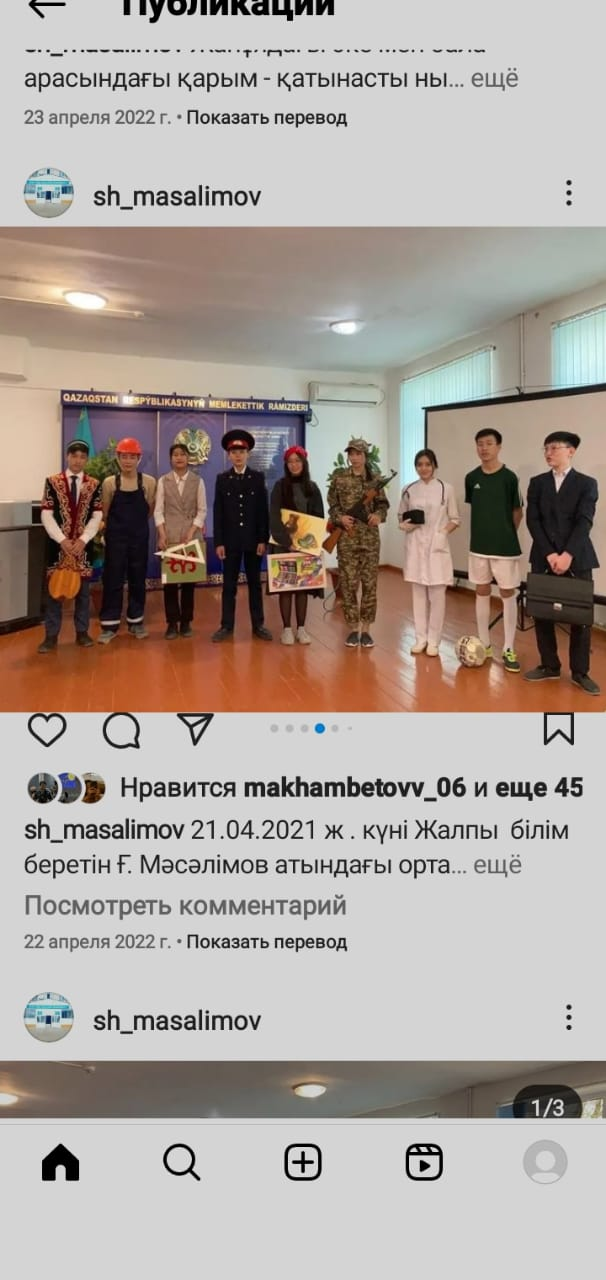 Публикации
арасындағы қарым - қатынасты ны... ещё
23 апреля 2022 г. • Показать перевод
sh_masalimov
QAZAQSTAN RESPÝBLIKASYNYŃ MEMLEKETTIK RÁMIZDERI
Нравится makhambetovv_06 и еще 45
sh_masalimov 21.04.2021 ж . күні Жалпы білім
беретін Ғ. Мәсәлімов атындағы орта... ещё
Посмотреть комментарий
22 апреля 2022 г. • Показать перевод
sh_masalimov
1/3